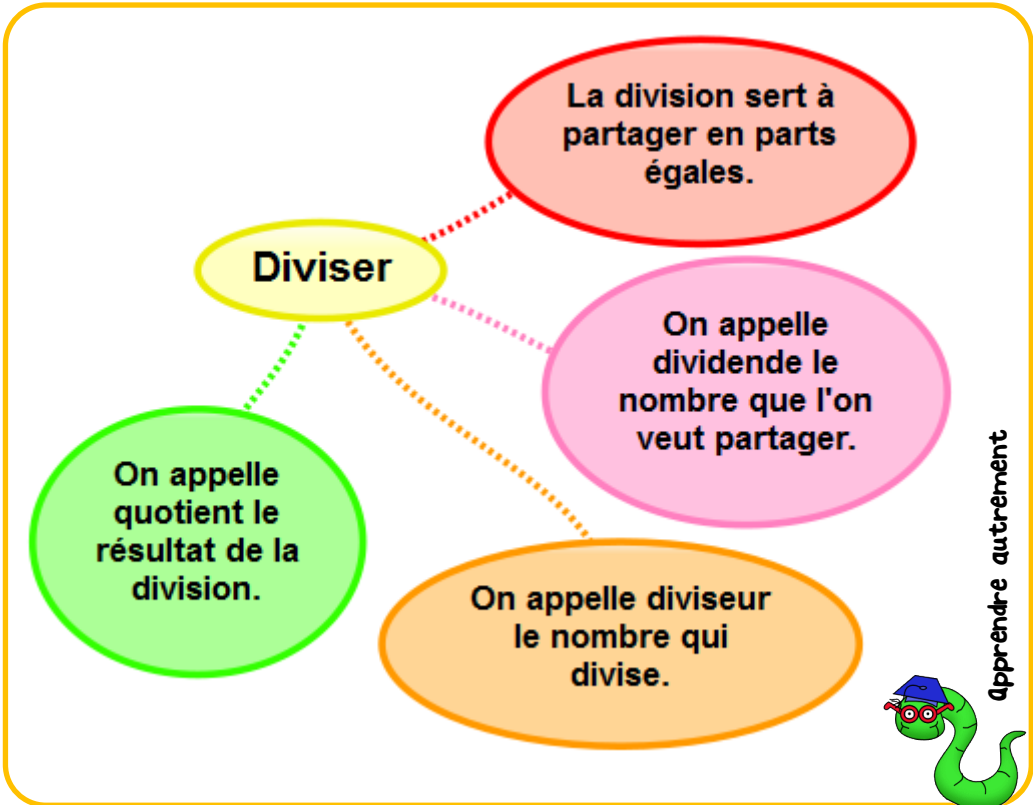 La division sert à
partager en parts
égales.
Diviser
On appelle
dividende le
nombre que l'on
veut partager.
On appelle
quotient le
résultat de la
division.
On appelle diviseur
le nombre qui
divise.
apprendre autrement